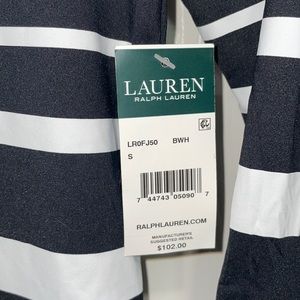 LAUREN
RALPH LAUREN
LR0FJ50 BWH
S
7 44743 05090 7
RALPHLAUREN.COM
MANUFACTURER'S
SUGGESTED RETAIL
$102.00